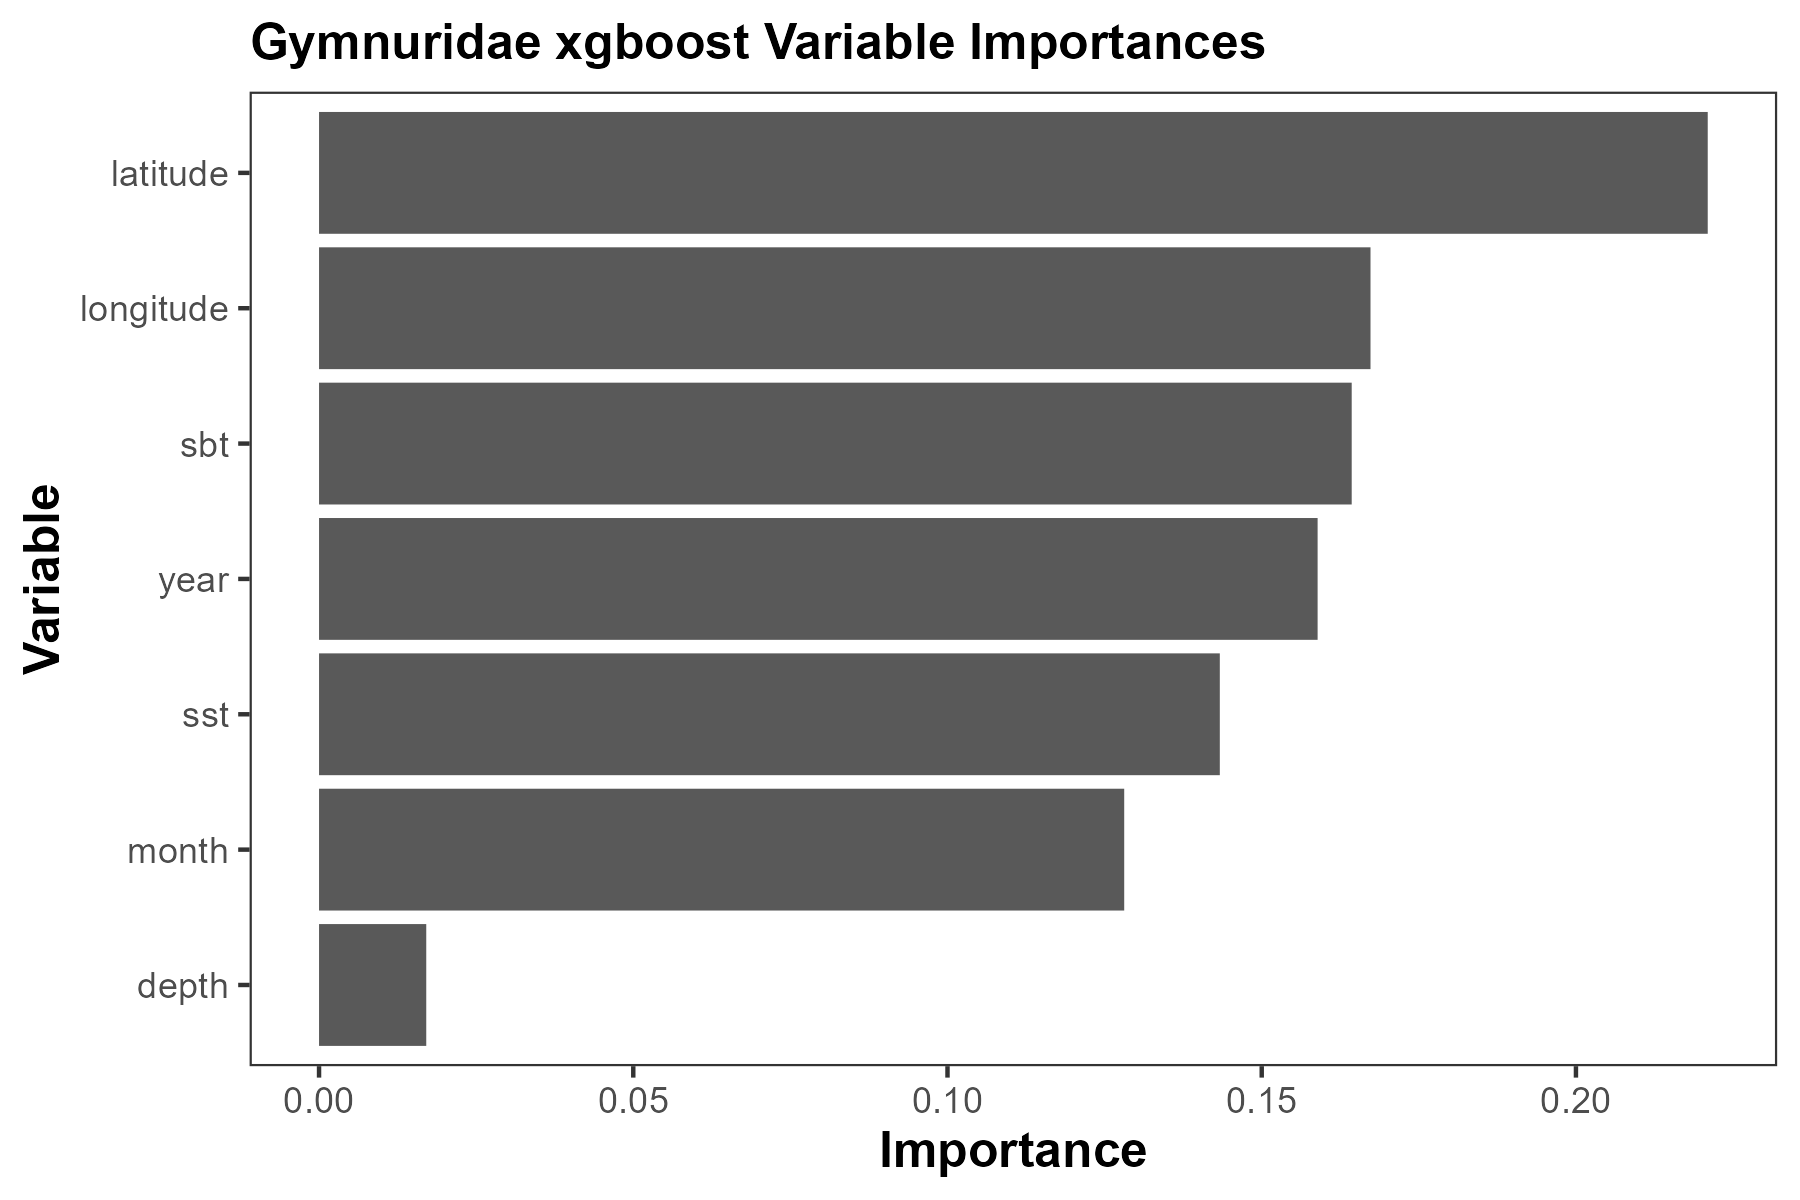 Gymnuridae xgboost Variable Importances
Variable
latitude
longitude
sbt
year
sst
month
depth
0.00 0.05 0.10 0.15 0.20
Importance